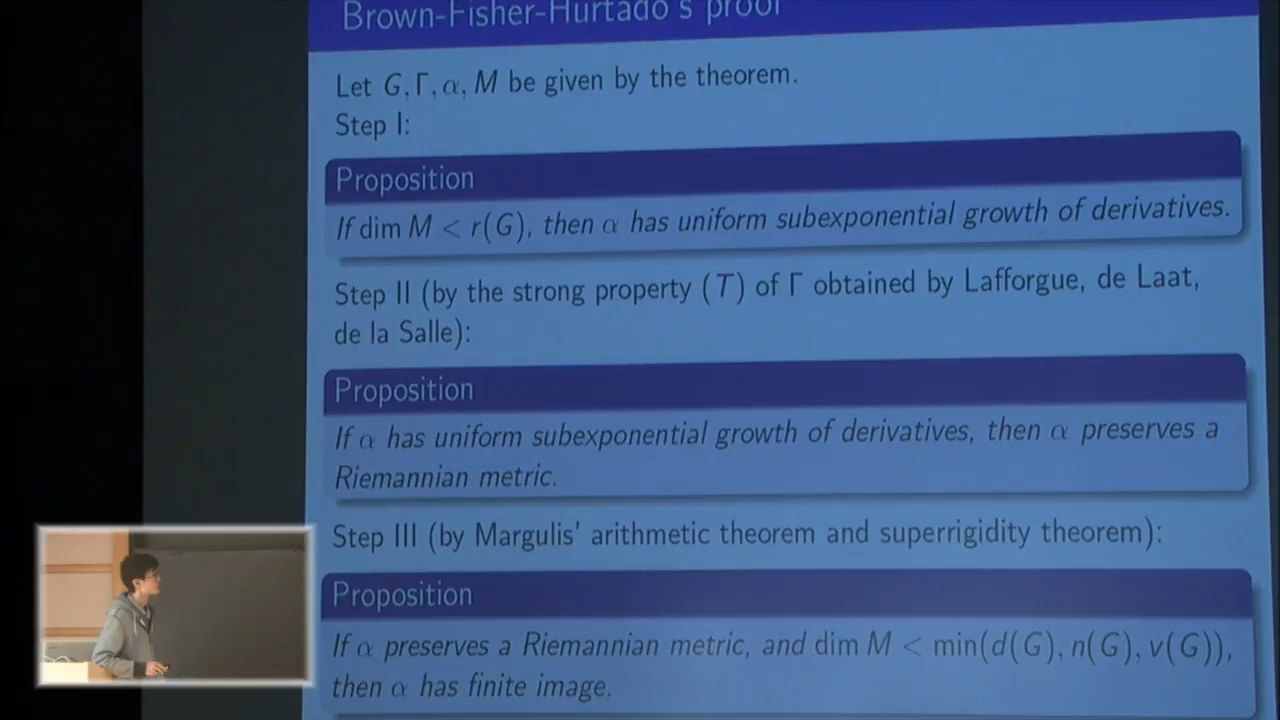 Brown-Fisher-Hurtado's proof
Let G, Γ, α, M be given by the theorem.
Step I:
Proposition
If dim M < r(G), then α has uniform subexponential growth of derivatives.
Step II (by the strong property (T) of Γ obtained by Lafforgue, de Laat,
de la Salle):
Proposition
If α has uniform subexponential growth of derivatives, then α preserves a
Riemannian metric.
Step III (by Margulis' arithmetic theorem and superrigidity theorem):
Proposition
If α preserves a Riemannian metric, and dim M < min(d(G), n(G), v(G)),
then α has finite image.